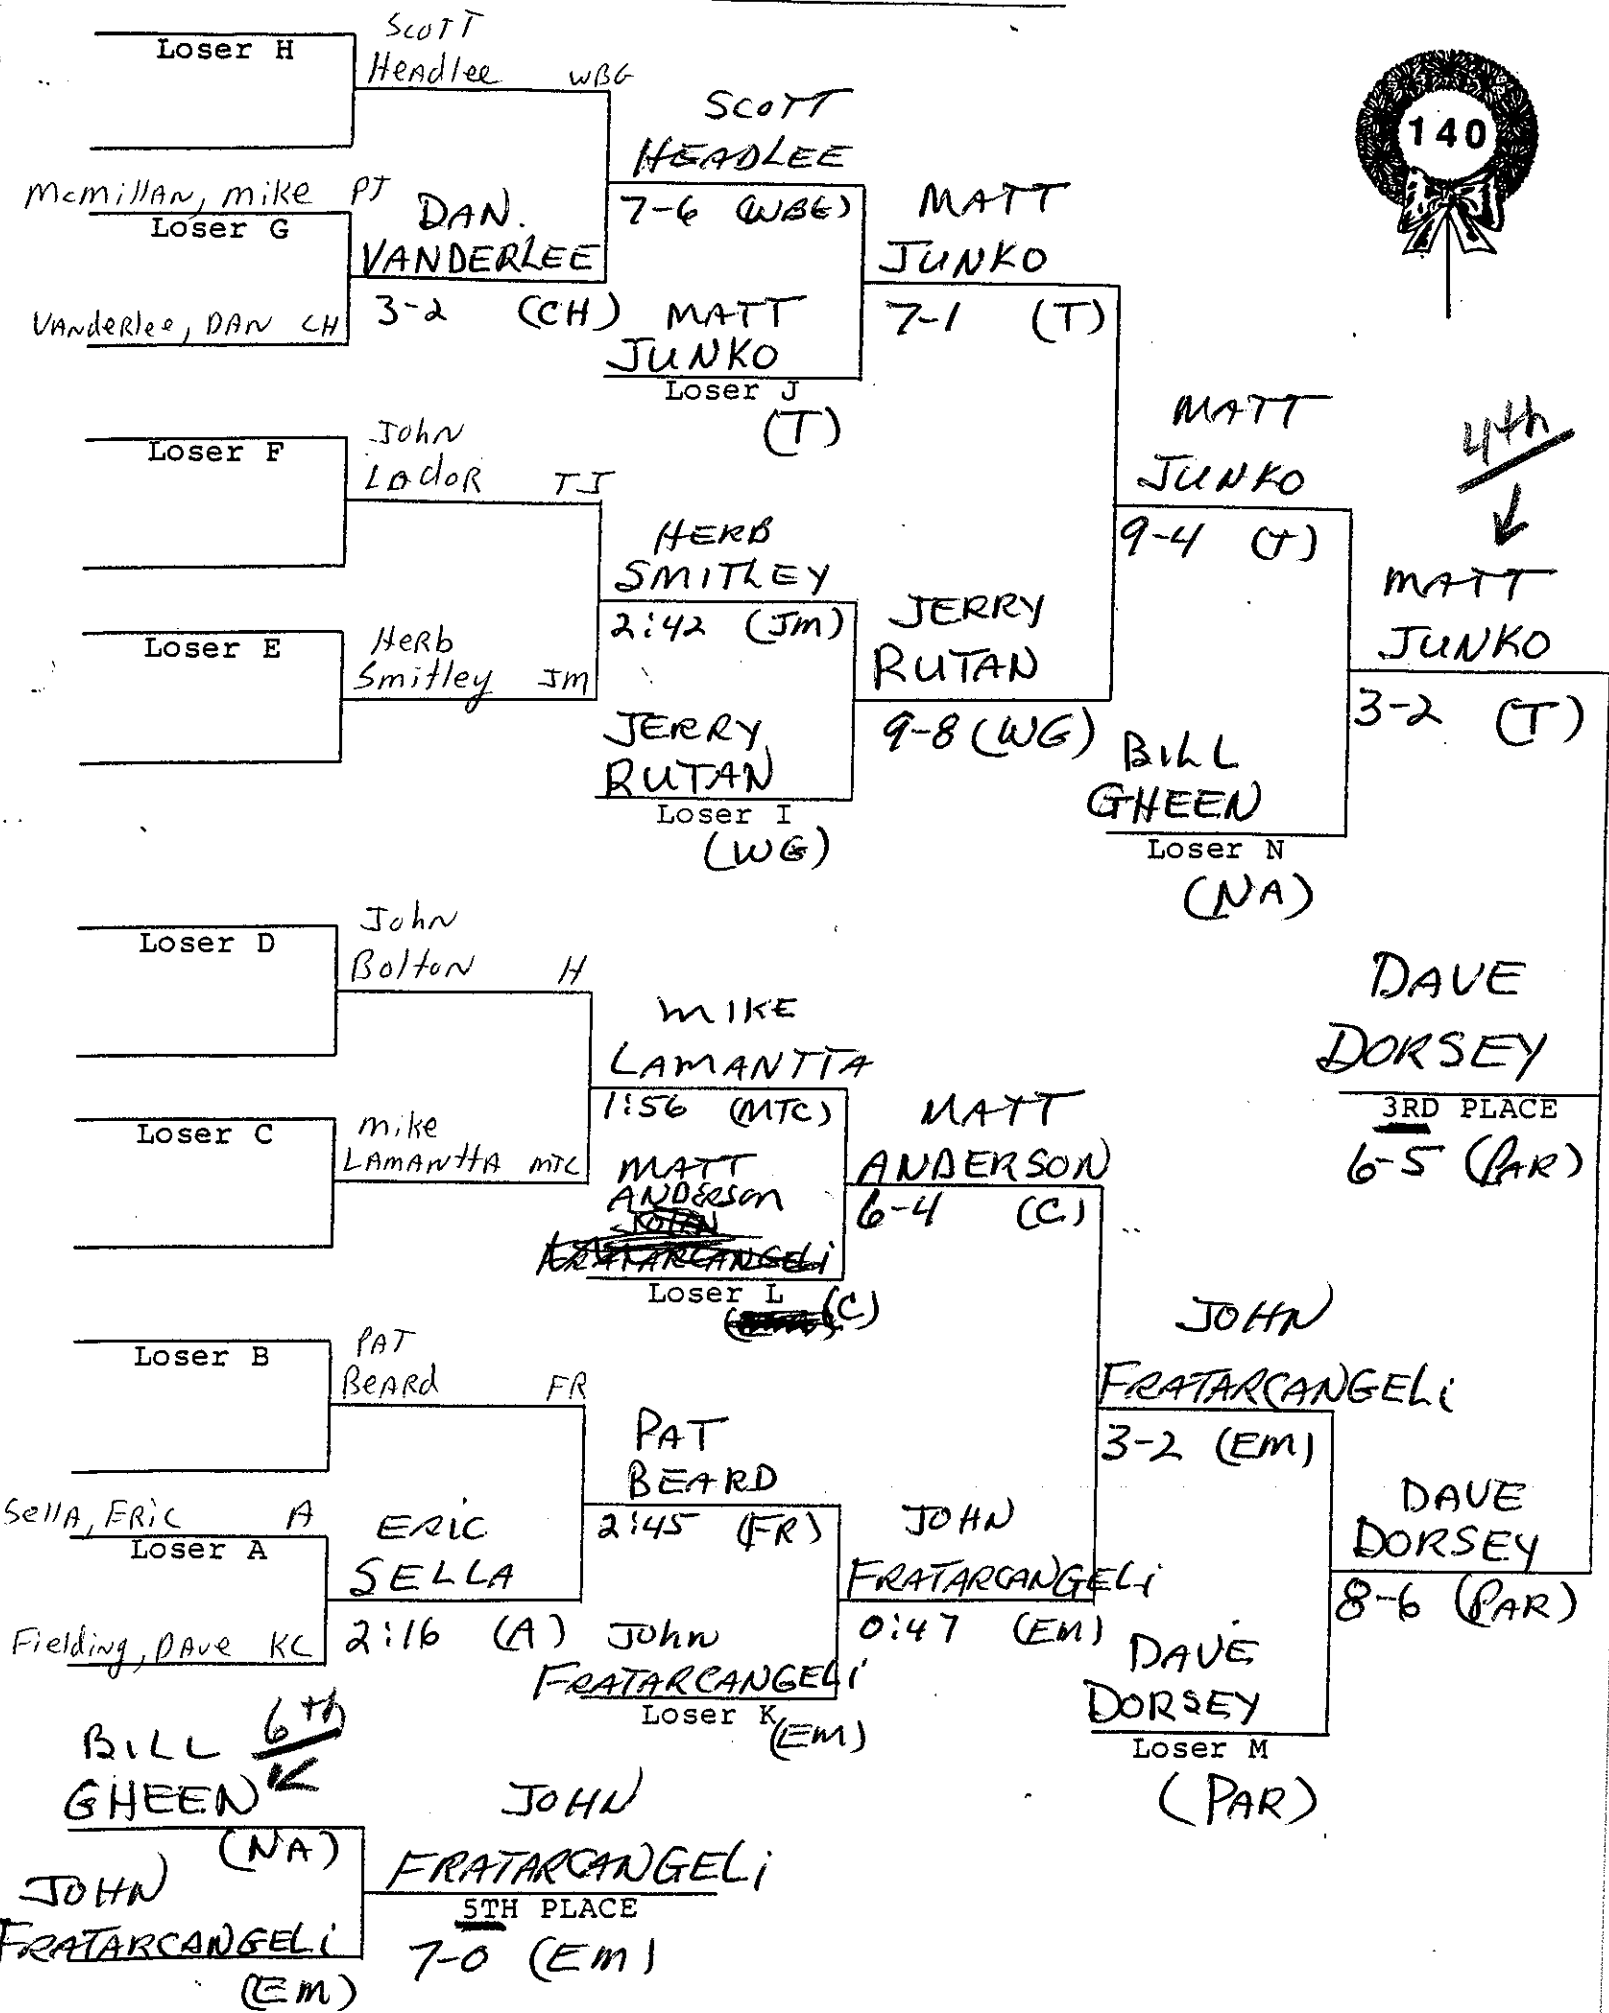 140
Loser H
SCOTT
Headlee WBG
SCOTT
HEADLEE
7-6 (WBG)
McMillan, Mike PT
Loser G
DAN.
VANDERLEE
3-2 (CH)
Vanderlee, DAN CH
MATT
JUNKO
Loser J
(T)
MATT
JUNKO
7-1 (T)
Loser F
John
LADOR TJ
HERB
SMITLEY
2:42 (JM)
Loser E
Herb
Smitley JM
JERRY
RUTAN
Loser I
(WG)
JERRY
RUTAN
9-8 (WG)
MATT
JUNKO
9-4 (T)
BILL
GHEEN
Loser N
(NA)
4th
MATT
JUNKO
3-2 (T)
Loser D
John
Bolton H
MIKE
LAMANTTA
1:56 (MTC)
Loser C
Mike
LAMANttA MTC
MATT
ANDERSON
JOHN
FRATARCANGELi
Loser L
(C)
MATT
ANDERSON
6-4 (C)
DAVE
DORSEY
3RD PLACE
6-5 (PAR)
Loser B
PAT
BEARd FR
PAT
BEARD
2:45 (FR)
Sella, ERiC A
Loser A
ERIC
SELLA
2:16 (A)
Fielding, DAve KC
John
FRATARCANGELi
Loser K
(EM)
JOHN
FRATARCANGELi
0:47 (EM)
JOHN
FRATARCANGELi
3-2 (EM)
DAVE
DORSEY
Loser M
(PAR)
DAVE
DORSEY
8-6 (PAR)
6th
BILL
GHEEN
(NA)
JOHN
FRATARCANGELi
(EM)
JOHN
FRATARCANGELi
5TH PLACE
7-0 (EM)